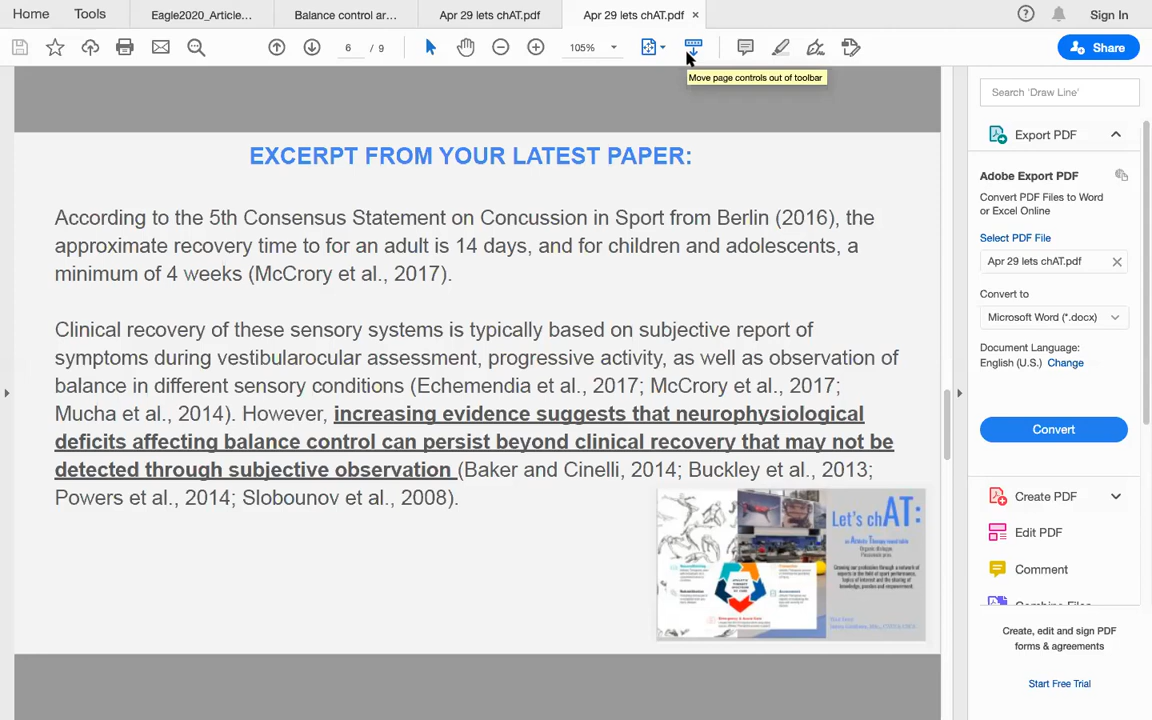 Home Tools Eagle2020_Article... Balance control ar... Apr 29 lets chAT.pdf Apr 29 lets chAT.pdf × Sign In
6 / 9 105% Share
Move page controls out of toolbar
EXCERPT FROM YOUR LATEST PAPER:
According to the 5th Consensus Statement on Concussion in Sport from Berlin (2016), the
approximate recovery time to for an adult is 14 days, and for children and adolescents, a
minimum of 4 weeks (McCrory et al., 2017).
Clinical recovery of these sensory systems is typically based on subjective report of
symptoms during vestibularocular assessment, progressive activity, as well as observation of
balance in different sensory conditions (Echemendia et al., 2017; McCrory et al., 2017;
Mucha et al., 2014). However, increasing evidence suggests that neurophysiological
deficits affecting balance control can persist beyond clinical recovery that may not be
detected through subjective observation (Baker and Cinelli, 2014; Buckley et al., 2013;
Powers et al., 2014; Slobounov et al., 2008).
Let's chAT:
an Athletic Therapy round table
Organic dialogue.
Search 'Draw Line'
Export PDF
Adobe Export PDF
Convert PDF Files to Word
or Excel Online
Select PDF File
Apr 29 lets chAT.pdf
Convert to
Microsoft Word (*.docx)
Document Language:
English (U.S.) Change
Convert
Create PDF
Edit PDF
Comment
Combine Files
Create, edit and sign PDF
forms & agreements
Start Free Trial